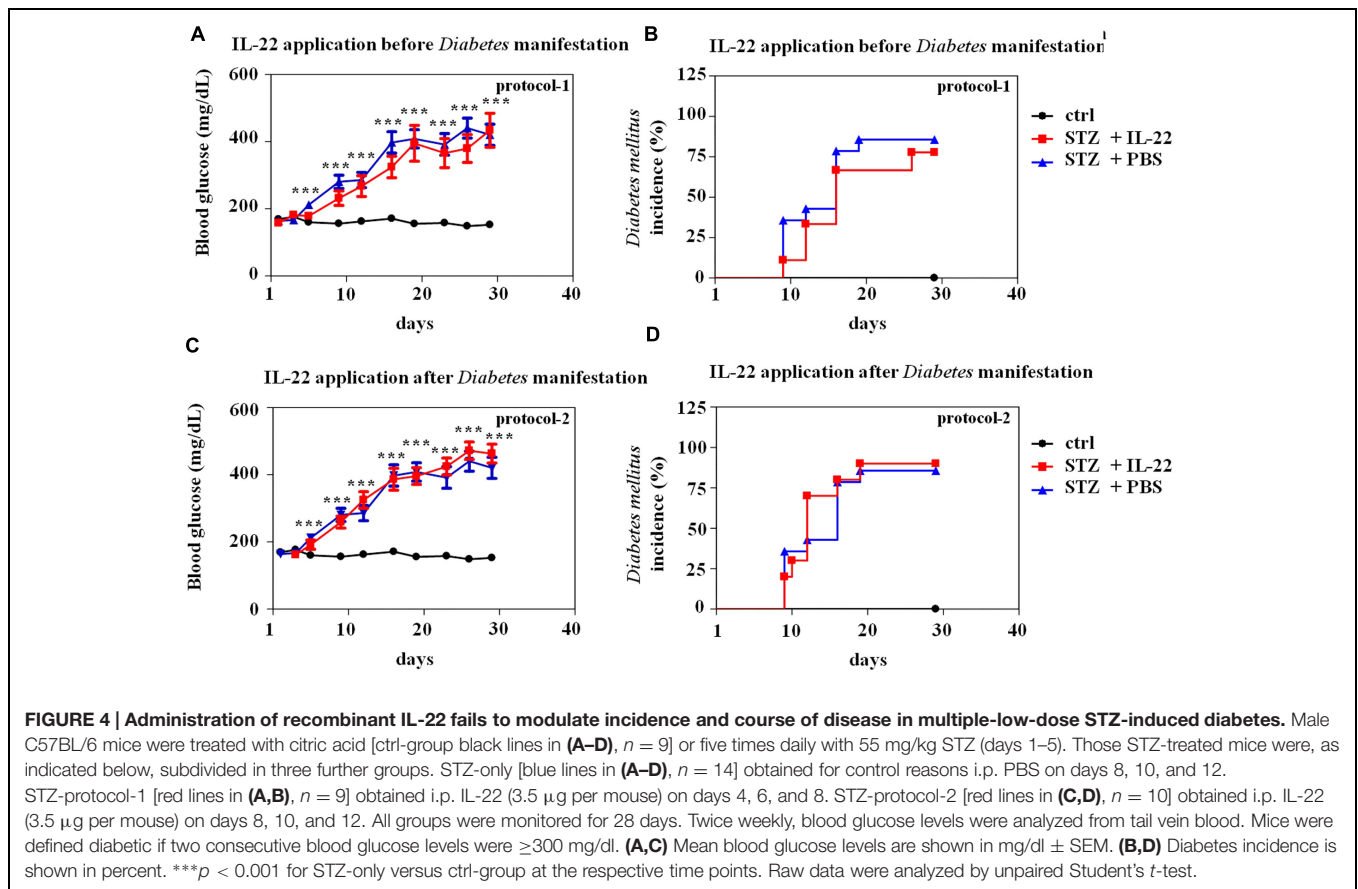 A
IL-22 application before Diabetes manifestation
protocol-1
Blood glucose (mg/dL)
600
400
200
0
*** *** *** *** *** *** *** ***
1 10 20 30 40
days
B
IL-22 application before Diabetes manifestation
protocol-1
Diabetes mellitus
incidence (%)
125
100
75
50
25
0
1 10 20 30 40
days
ctrl
STZ + IL-22
STZ + PBS
C
IL-22 application after Diabetes manifestation
protocol-2
Blood glucose (mg/dL)
600
400
200
0
*** *** *** *** *** *** *** ***
1 10 20 30 40
days
D
IL-22 application after Diabetes manifestation
protocol-2
Diabetes mellitus
incidence (%)
125
100
75
50
25
0
1 10 20 30 40
days
ctrl
STZ + IL-22
STZ + PBS
FIGURE 4 | Administration of recombinant IL-22 fails to modulate incidence and course of disease in multiple-low-dose STZ-induced diabetes. Male
C57BL/6 mice were treated with citric acid [ctrl-group black lines in (A–D), n = 9] or five times daily with 55 mg/kg STZ (days 1–5). Those STZ-treated mice were, as
indicated below, subdivided in three further groups. STZ-only [blue lines in (A–D), n = 14] obtained for control reasons i.p. PBS on days 8, 10, and 12.
STZ-protocol-1 [red lines in (A,B), n = 9] obtained i.p. IL-22 (3.5 μg per mouse) on days 4, 6, and 8. STZ-protocol-2 [red lines in (C,D), n = 10] obtained i.p. IL-22
(3.5 μg per mouse) on days 8, 10, and 12. All groups were monitored for 28 days. Twice weekly, blood glucose levels were analyzed from tail vein blood. Mice were
defined diabetic if two consecutive blood glucose levels were ≥300 mg/dl. (A,C) Mean blood glucose levels are shown in mg/dl ± SEM. (B,D) Diabetes incidence is
shown in percent. ***p < 0.001 for STZ-only versus ctrl-group at the respective time points. Raw data were analyzed by unpaired Student's t-test.